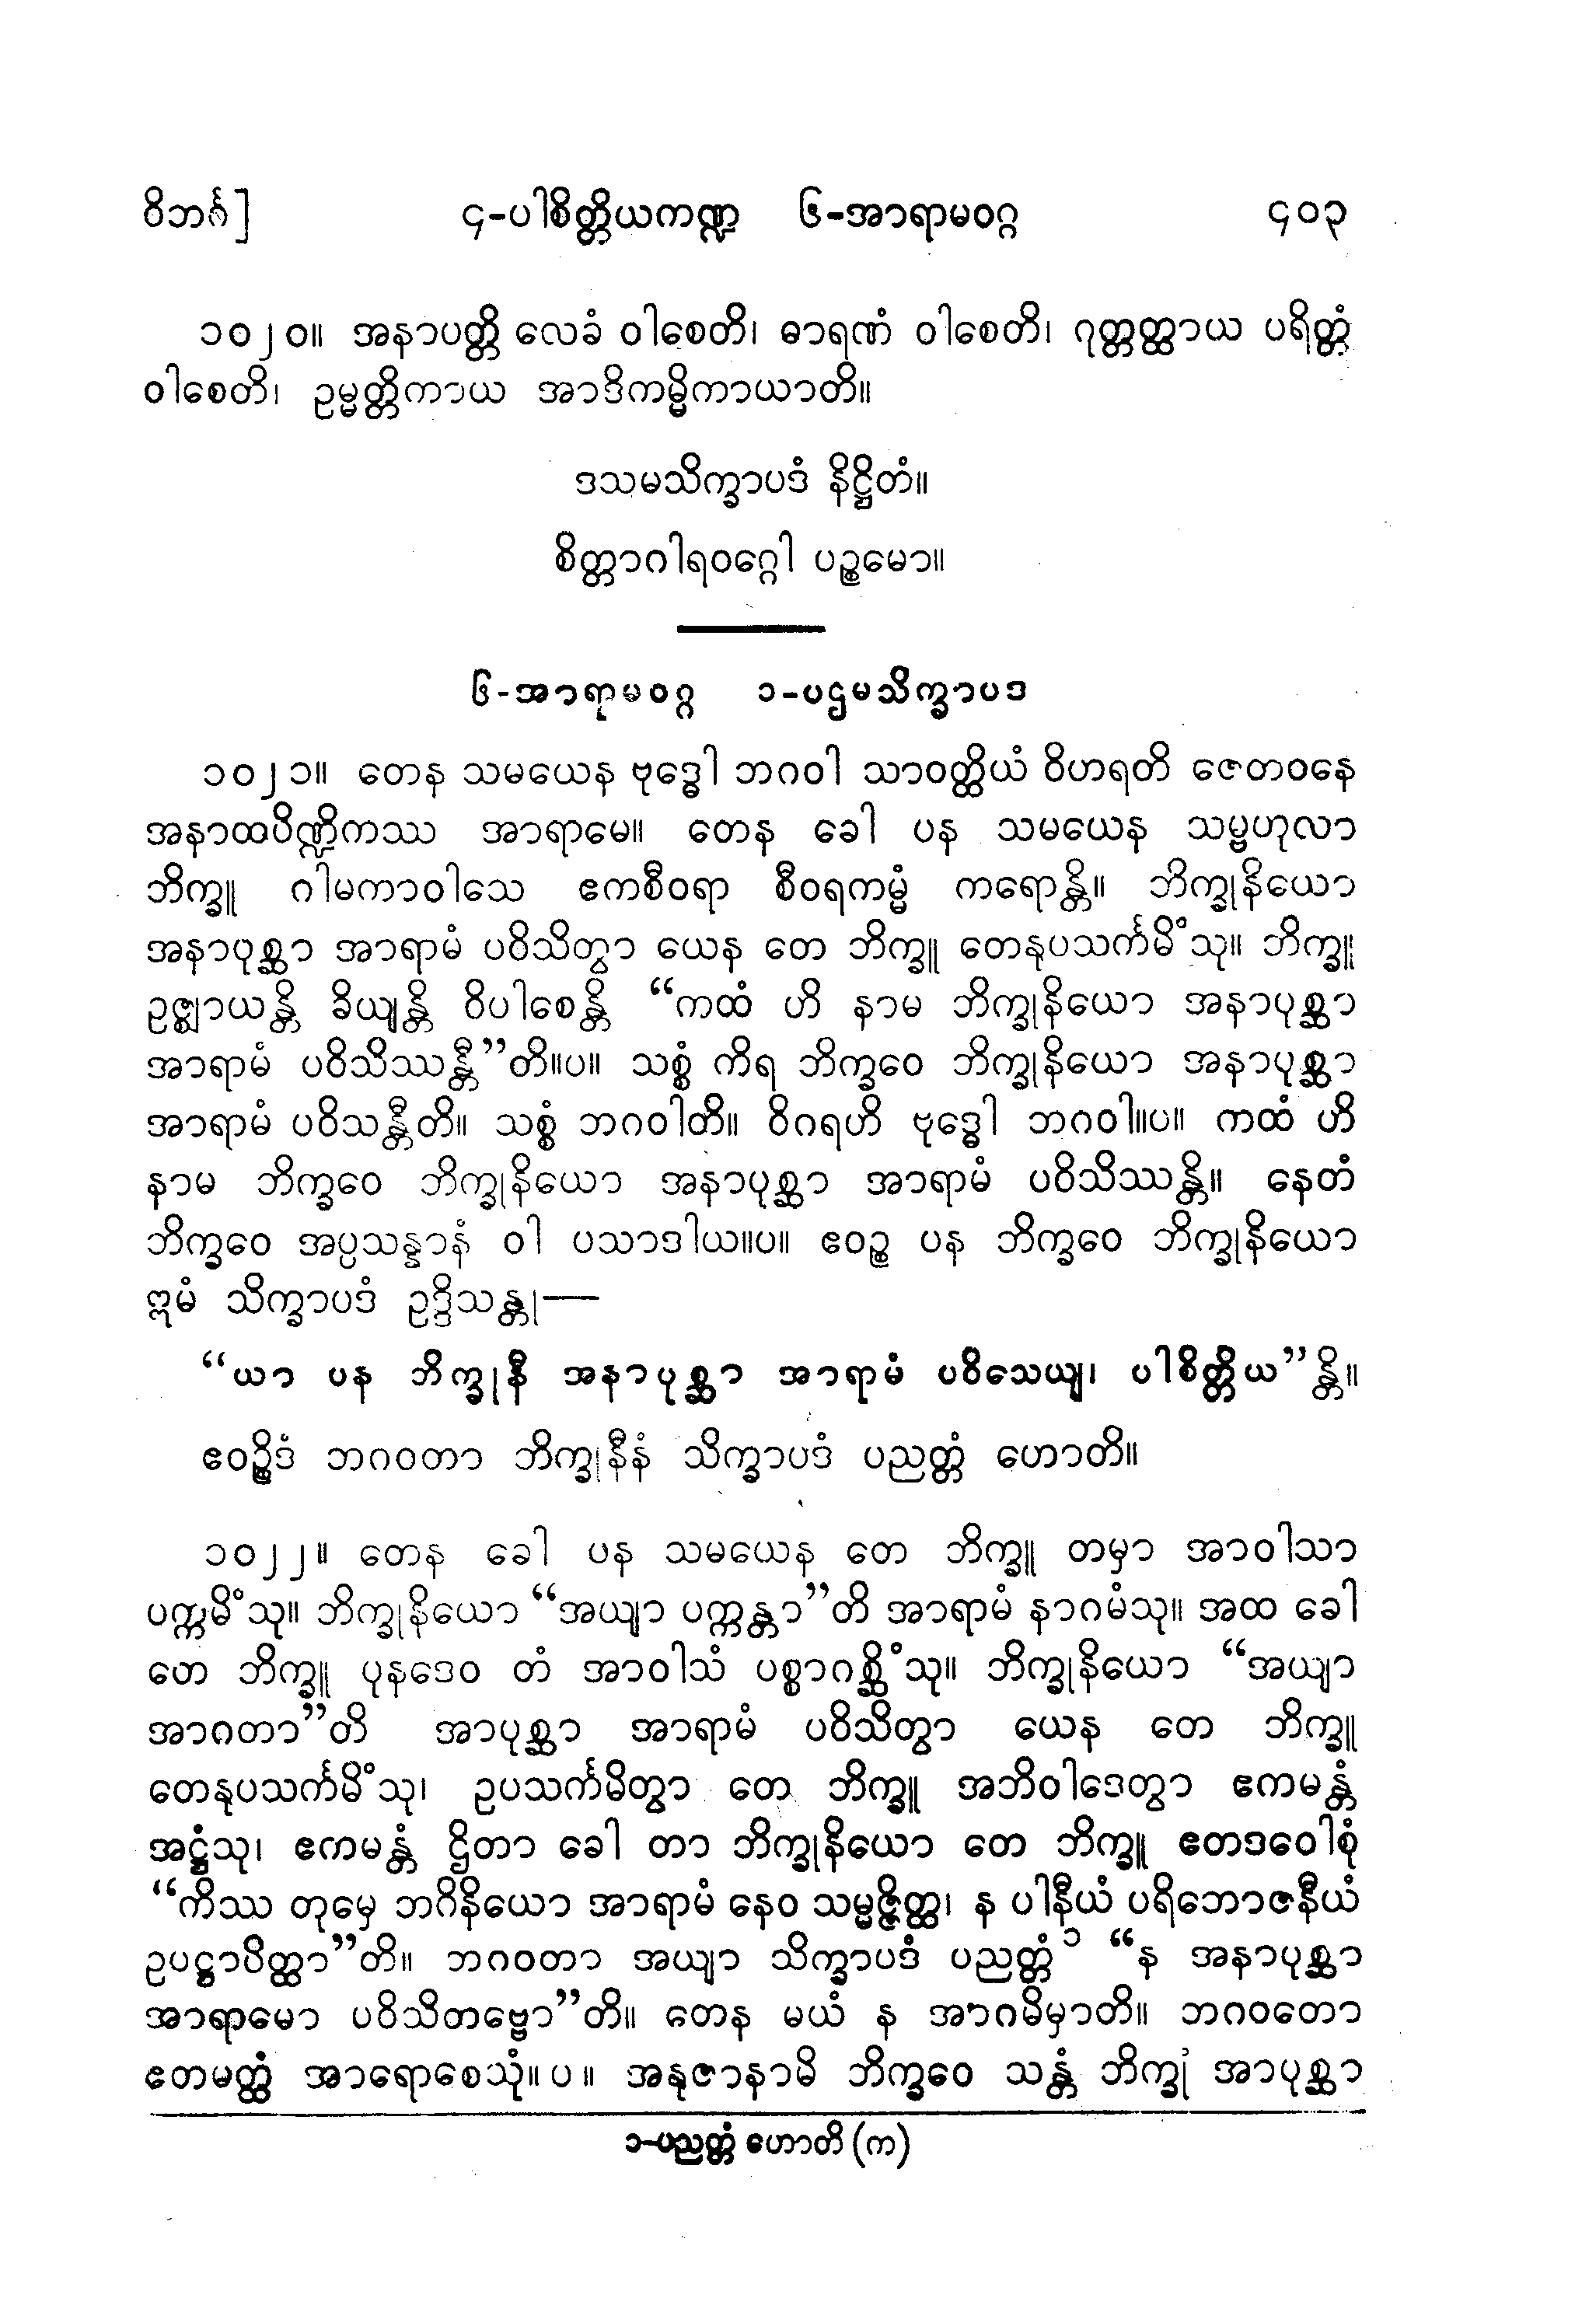 ဝိဘင်္ဂ] ၄-ပါစိတ္တိယကဏ္ဍ ၆-အာရာမဝဂ္ဂ ၄၀၃
၁၀၂၀။ အနာပတ္တိ လေခံ ဝါစေတိ၊ ဓာရဏံ ဝါစေတိ၊ ဂုတ္တတ္ထာယ ပရိတ္တံ
ဝါစေတိ၊ ဥမ္မတ္တိကာယ အာဒိကမ္မိကာယာတိ။
ဒသမသိက္ခာပဒံ နိဋ္ဌိတံ။
စိတ္တာဂါရဝဂ္ဂေါ ပဉ္စမော။
၆-အာရာမဝဂ္ဂ ၁-ပဌမသိက္ခာပဒ
၁၀၂၁။ တေန သမယေန ဗုဒ္ဓေါ ဘဂဝါ သာဝတ္ထိယံ ဝိဟရတိ ဇေတဝနေ
အနာထပိဏ္ဍိကဿ အာရာမေ။ တေန ခေါ ပန သမယေန သမ္ဗဟုလာ
ဘိက္ခူ ဂါမကာဝါသေ ဧကစီဝရာ စီဝရကမ္မံ ကရောန္တိ။ ဘိက္ခုနိယော
အနာပုစ္ဆာ အာရာမံ ပဝိသိတွာ ယေန တေ ဘိက္ခူ တေနုပသင်္ကမိံသု။ ဘိက္ခူ
ဥဇ္ဈာယန္တိ ခိယျန္တိ ဝိပါစေန္တိ “ကထံ ဟိ နာမ ဘိက္ခုနိယော အနာပုစ္ဆာ
အာရာမံ ပဝိသိဿန္တီ”တိ။ပ။ သစ္စံ ကိရ ဘိက္ခဝေ ဘိက္ခုနိယော အနာပုစ္ဆာ
အာရာမံ ပဝိသန္တီတိ။ သစ္စံ ဘဂဝါတိ။ ဝိဂရဟိ ဗုဒ္ဓေါ ဘဂဝါ။ပ။ ကထံ ဟိ
နာမ ဘိက္ခဝေ ဘိက္ခုနိယော အနာပုစ္ဆာ အာရာမံ ပဝိသိဿန္တိ။ နေတံ
ဘိက္ခဝေ အပ္ပသန္နာနံ ဝါ ပသာဒါယ။ပ။ ဧဝဉ္စ ပန ဘိက္ခဝေ ဘိက္ခုနိယော
ဣမံ သိက္ခာပဒံ ဥဒ္ဒိသန္တု—
“ယာ ပန ဘိက္ခုနီ အနာပုစ္ဆာ အာရာမံ ပဝိသေယျ၊ ပါစိတ္တိယ”န္တိ။
ဧဝဉ္စိဒံ ဘဂဝတာ ဘိက္ခုနီနံ သိက္ခာပဒံ ပညတ္တံ ဟောတိ။
၁၀၂၂။ တေန ခေါ ပန သမယေန တေ ဘိက္ခူ တမှာ အာဝါသာ
ပက္ကမိံသု။ ဘိက္ခုနိယော “အယျာ ပက္ကန္တာ”တိ အာရာမံ နာဂမံသု။ အထ ခေါ
တေ ဘိက္ခူ ပုနဒေဝ တံ အာဝါသံ ပစ္စာဂစ္ဆိံသု။ ဘိက္ခုနိယော “အယျာ
အာဂတာ”တိ အာပုစ္ဆာ အာရာမံ ပဝိသိတွာ ယေန တေ ဘိက္ခူ
တေနုပသင်္ကမိံသု၊ ဥပသင်္ကမိတွာ တေ ဘိက္ခူ အဘိဝါဒေတွာ ဧကမန္တံ
အဋ္ဌံသု၊ ဧကမန္တံ ဌိတာ ခေါ တာ ဘိက္ခုနိယော တေ ဘိက္ခူ ဧတဒဝေါစုံ
“ကိဿ တုမှေ ဘဂိနိယော အာရာမံ နေဝ သမ္မဇ္ဇိတ္ထ၊ န ပါနီယံ ပရိဘောဇနီယံ
ဥပဋ္ဌာပိတ္ထာ”တိ။ ဘဂဝတာ အယျာ သိက္ခာပဒံ ပညတ္တံ ၁ “န အနာပုစ္ဆာ
အာရာမော ပဝိသိတဗ္ဗော”တိ။ တေန မယံ န အာဂမိမှာတိ။ ဘဂဝတော
ဧတမတ္ထံ အာရောစေသုံ။ပ။ အနုဇာနာမိ ဘိက္ခဝေ သန္တံ ဘိက္ခုံ အာပုစ္ဆာ
၁-ပညတ္တံ ဟောတိ (က)